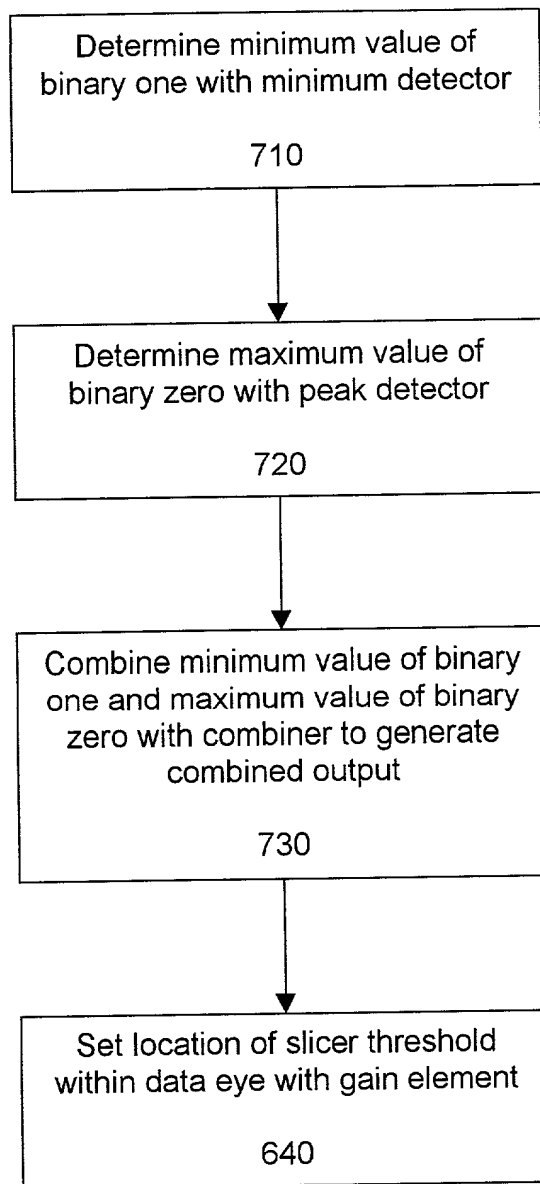 Determine minimum value of
binary one with minimum detector
710
Determine maximum value of
binary zero with peak detector
720
Combine minimum value of binary
one and maximum value of binary
zero with combiner to generate
combined output
730
Set location of slicer threshold
within data eye with gain element
640